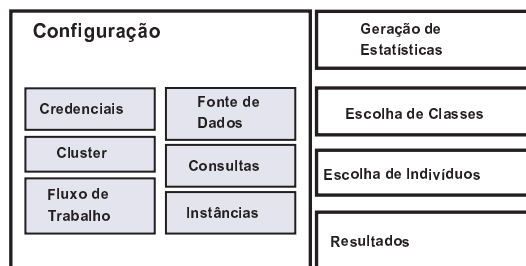 Configuração
Credenciais
Cluster
Fluxo de
Trabalho
Fonte de
Dados
Consultas
Instâncias
Geração de
Estatísticas
Escolha de Classes
Escolha de Indivíduos
Resultados